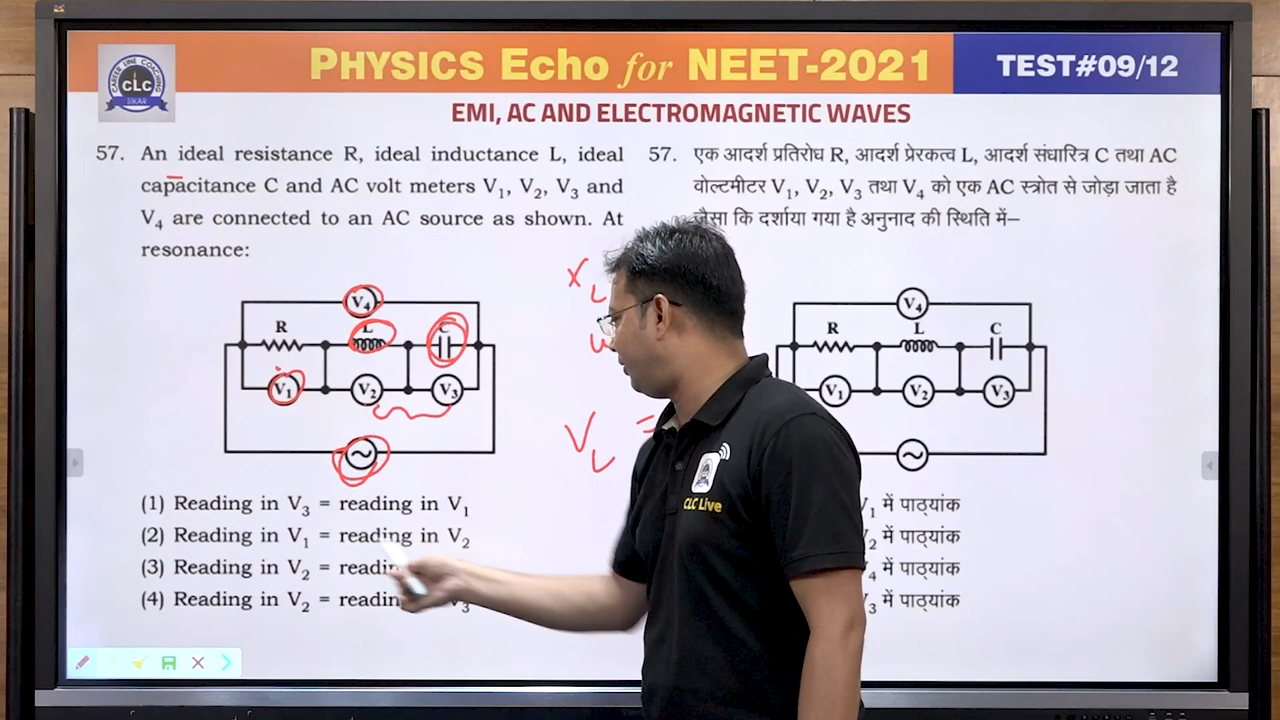 PHYSICS Echo for NEET-2021
TEST#09/12
CAREER LINE COACHING
CLC
SIKAR
EMI, AC AND ELECTROMAGNETIC WAVES
57. An ideal resistance R, ideal inductance L, ideal
capacitance C and AC volt meters V₁, V₂, V₃ and
V₄ are connected to an AC source as shown. At
resonance:
V₄
R L C
V₁ V₂ V₃
(1) Reading in V₃ = reading in V₁
(2) Reading in V₁ = reading in V₂
(3) Reading in V₂ =
(4) Reading in V₂ = V₃
57. एक आदर्श प्रतिरोध R, आदर्श प्रेरकत्व L, आदर्श संधारित्र C तथा AC
वोल्टमीटर V₁, V₂, V₃ तथा V₄ को एक AC स्त्रोत से जोड़ा जाता है
जैसा कि दर्शाया गया है अनुनाद की स्थिति में–
V₄
R L C
V₁ V₂ V₃
V₁ में पाठ्यांक
₂ में पाठ्यांक
₄ में पाठ्यांक
₃ में पाठ्यांक
X L
V L =
CLC Live